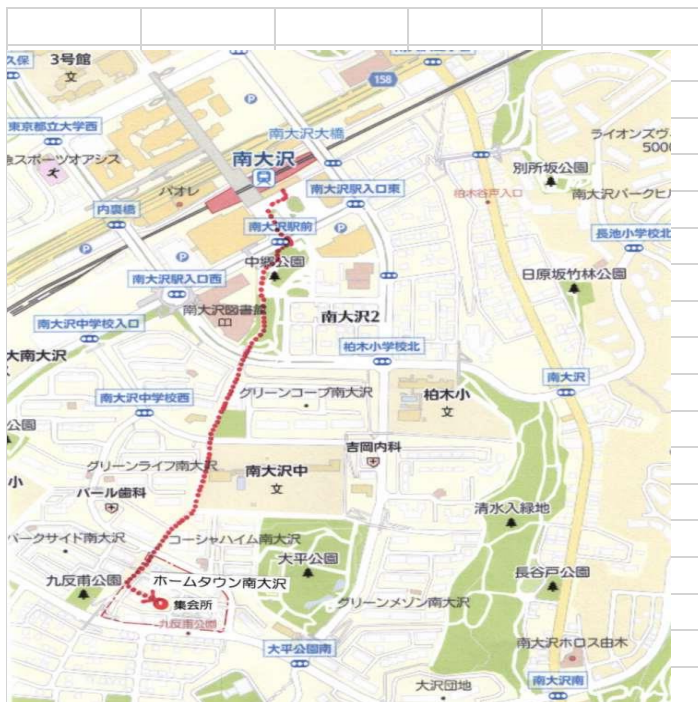 久保
3号館
文
158
東京都立大学西
南大沢大橋
急スポーツオアシス
南大沢
ライオンズヴ
5000
別所坂公園
パオレ
南大沢駅入口東
柏木谷戸入口
南大沢パークヒル
内裏橋
P
P
P
P
南大沢駅前
長池小学校北
中郷公園
南大沢駅入口西
日原坂竹林公園
南大沢図書館
南大沢2
南大沢中学校入口
柏木小学校北
大南大沢
南大沢
南大沢中学校西
グリーンコープ南大沢
柏木小
文
公園
吉岡内科
グリーンライフ南大沢
南大沢中
文
小
パール歯科
清水入緑地
パークサイド南大沢
コーシャハイム南大沢
大平公園
九反甫公園
ホームタウン南大沢
長谷戸公園
集会所
グリーンメゾン南大沢
九反甫公園
大平公園南
南大沢ホロス由木
大沢団地
南大沢南